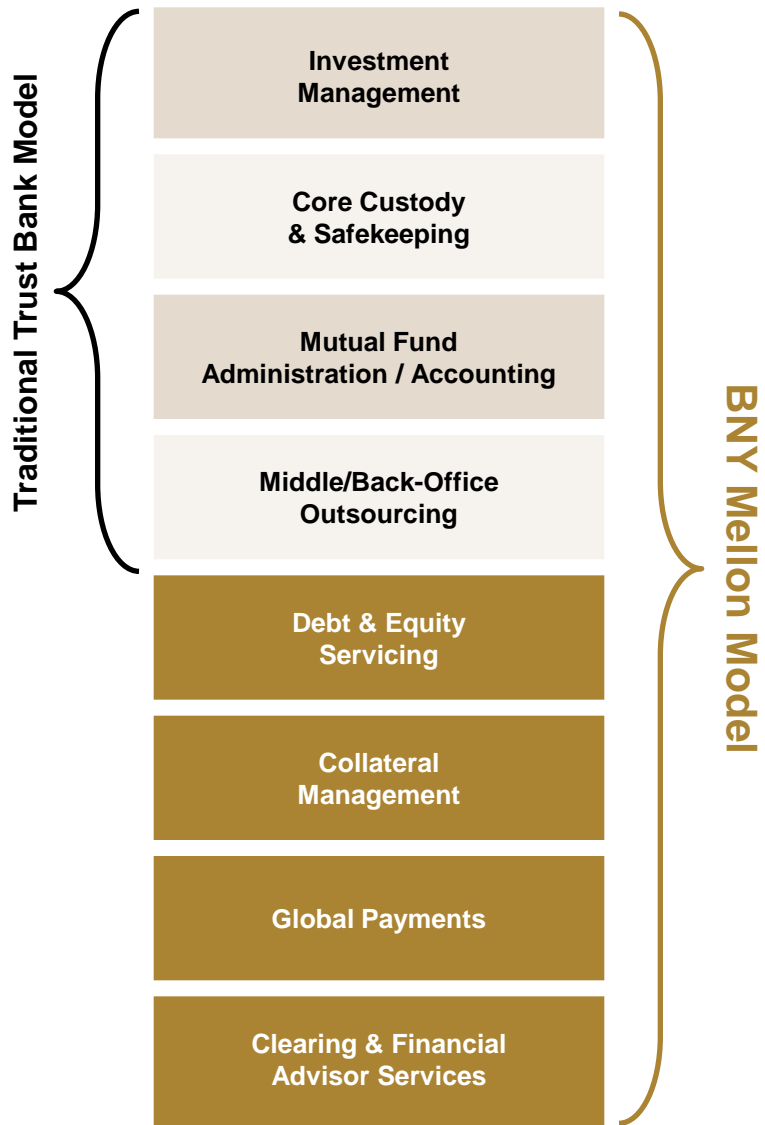 Traditional Trust Bank Model
Investment
Management
Core Custody
& Safekeeping
Mutual Fund
Administration / Accounting
Middle/Back-Office
Outsourcing
Debt & Equity
Servicing
Collateral
Management
Global Payments
Clearing & Financial
Advisor Services
BNY Mellon Model